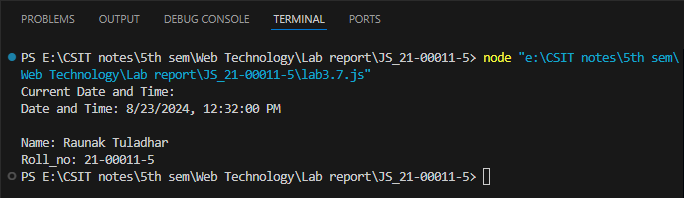 PROBLEMS OUTPUT DEBUG CONSOLE TERMINAL PORTS
PS E:\CSIT notes\5th sem\Web Technology\Lab report\JS_21-00011-5> node "e:\CSIT notes\5th sem\
Web Technology\Lab report\JS_21-00011-5\lab3.7.js"
Current Date and Time:
Date and Time: 8/23/2024, 12:32:00 PM
Name: Raunak Tuladhar
Roll_no: 21-00011-5
PS E:\CSIT notes\5th sem\Web Technology\Lab report\JS_21-00011-5>